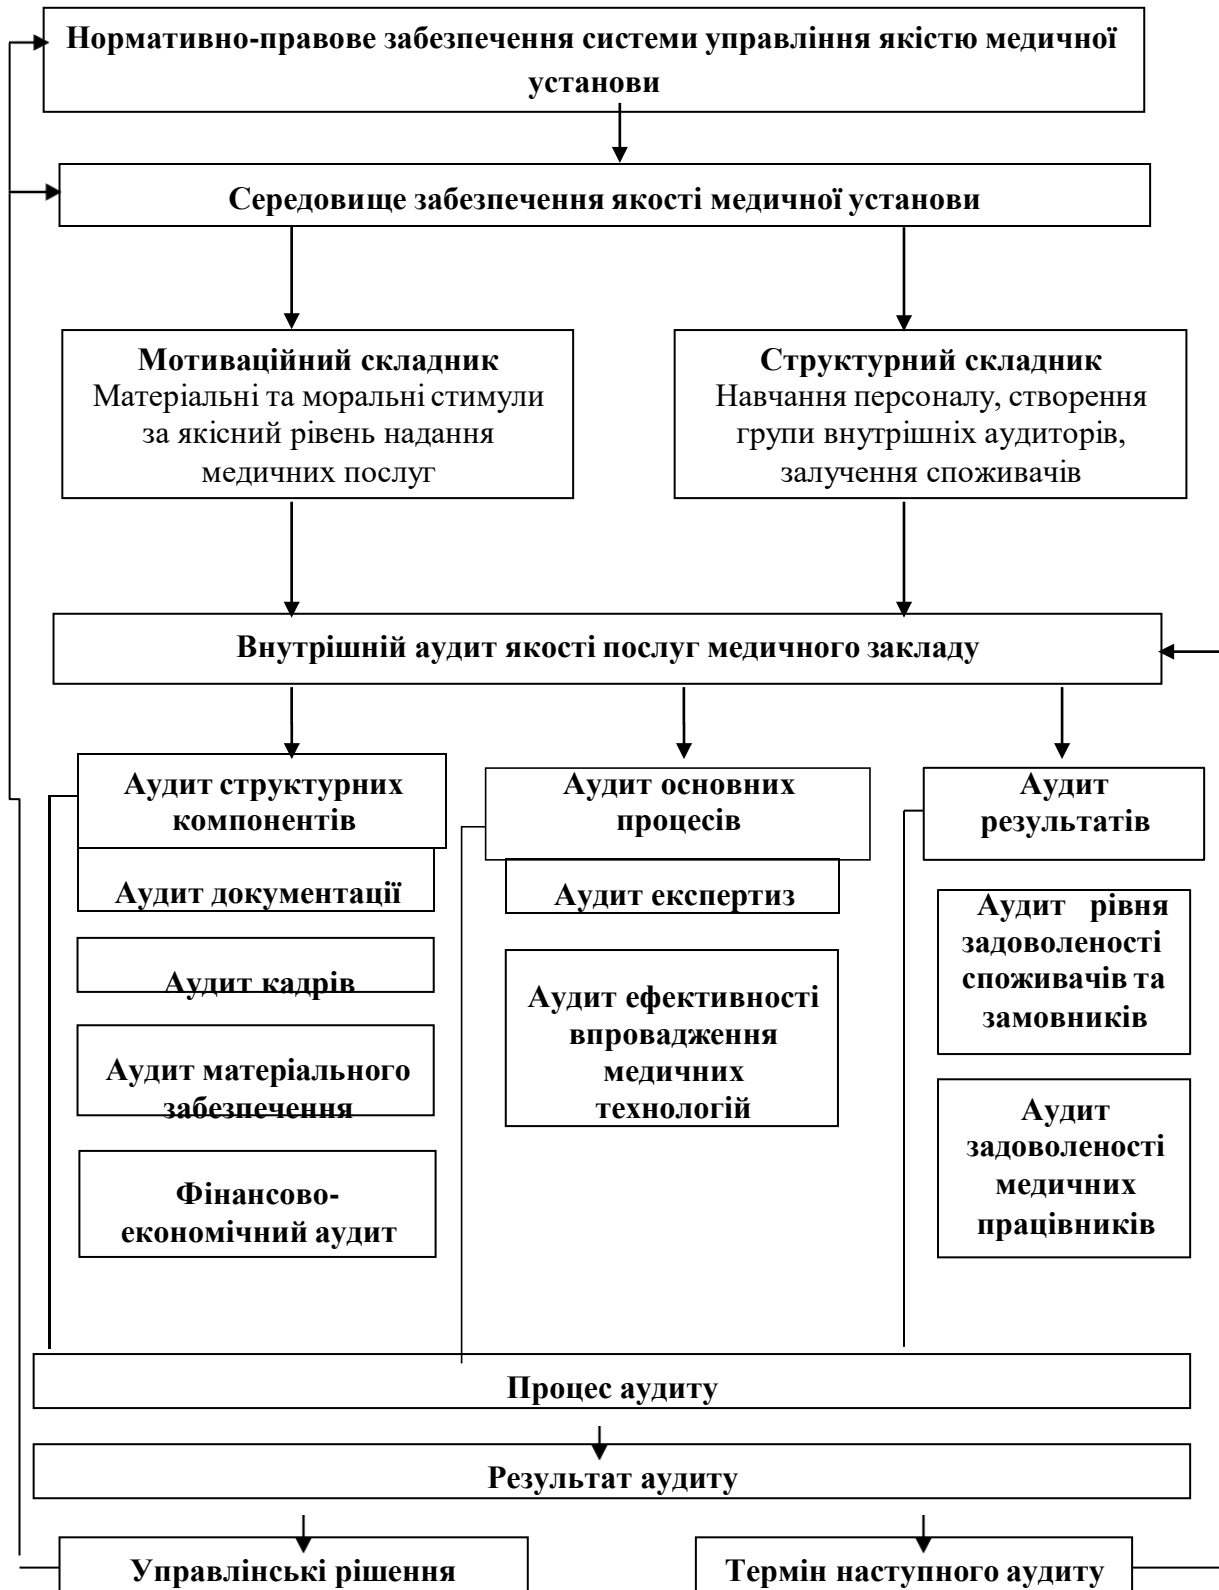 Нормативно-правове забезпечення системи управління якістю медичної
установи
Середовище забезпечення якості медичної установи
Мотиваційний складник
Матеріальні та моральні стимули
за якісний рівень надання
медичних послуг
Структурний складник
Навчання персоналу, створення
групи внутрішніх аудиторів,
залучення споживачів
Внутрішній аудит якості послуг медичного закладу
Аудит структурних
компонентів
Аудит документації
Аудит кадрів
Аудит матеріального
забезпечення
Фінансово-
економічний аудит
Аудит основних
процесів
Аудит експертиз
Аудит ефективності
впровадження
медичних
технологій
Аудит
результатів
Аудит рівня
задоволеності
споживачів та
замовників
Аудит
задоволеності
медичних
працівників
Процес аудиту
Результат аудиту
Управлінські рішення
Термін наступного аудиту